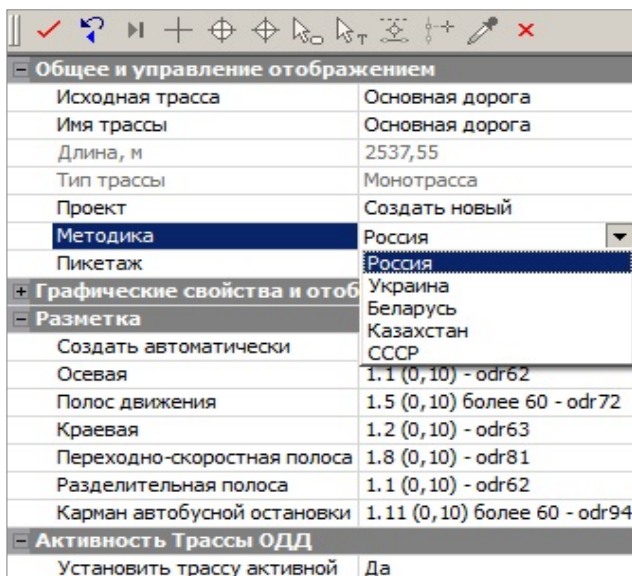 Общее и управление отображением
Исходная трасса Основная дорога
Имя трассы Основная дорога
Длина, м 2537,55
Тип трассы Монотрасса
Проект Создать новый
Методика Россия
Пикетаж Россия
Графические свойства и отоб Украина
Разметка Беларусь
Казахстан
Создать автоматически СССР
Осевая 1.1 (0,10) - odr62
Полос движения 1.5 (0,10) более 60 - odr72
Краевая 1.2 (0,10) - odr63
Переходно-скоростная полоса 1.8 (0,10) - odr81
Разделительная полоса 1.1 (0,10) - odr62
Карман автобусной остановки 1.11 (0,10) более 60 - odr94
Активность Трассы ОДД
Установить трассу активной Да